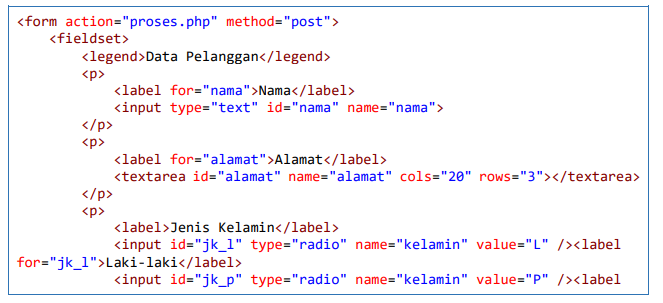 <form action="proses.php" method="post">
    <fieldset>
        <legend>Data Pelanggan</legend>
        <p>
            <label for="nama">Nama</label>
            <input type="text" id="nama" name="nama">
        </p>
        <p>
            <label for="alamat">Alamat</label>
            <textarea id="alamat" name="alamat" cols="20" rows="3"></textarea>
        </p>
        <p>
            <label>Jenis Kelamin</label>
            <input id="jk_l" type="radio" name="kelamin" value="L" /><label
for="jk_l">Laki-laki</label>
            <input id="jk_p" type="radio" name="kelamin" value="P" /><label